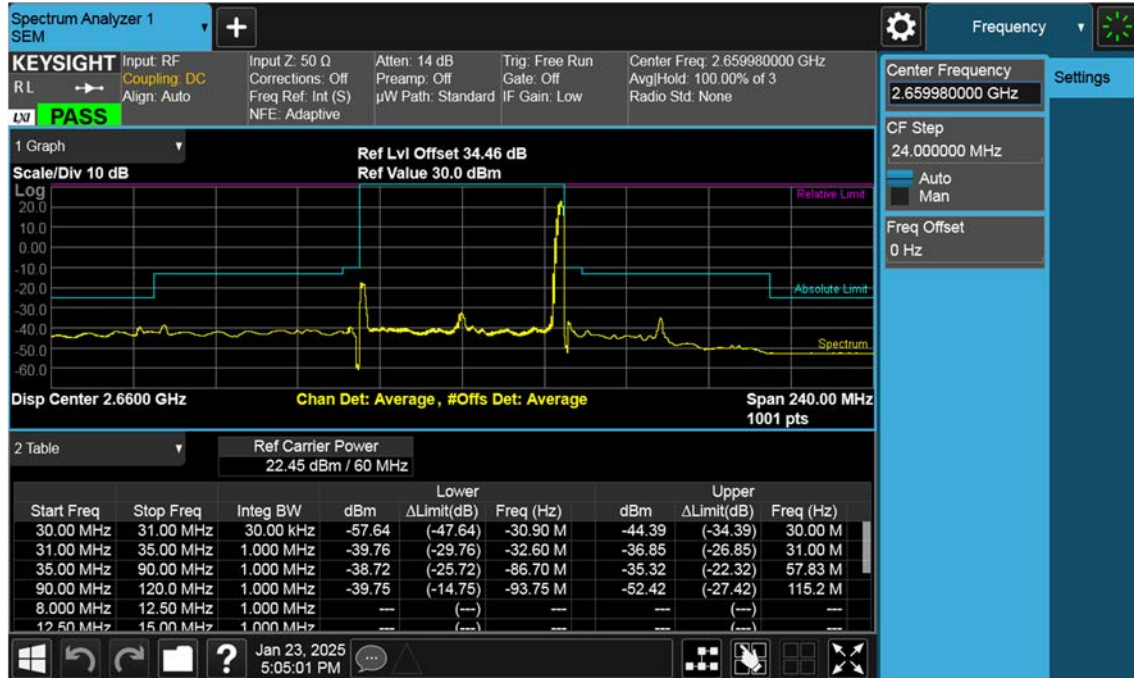 Spectrum Analyzer 1
SEM
Frequency
KEYSIGHT
R L
LXI PASS
Input: RF
Coupling: DC
Align: Auto
Input Z: 50 Ω
Corrections: Off
Freq Ref: Int (S)
NFE: Adaptive
Atten: 14 dB
Preamp: Off
µW Path: Standard
Trig: Free Run
Gate: Off
IF Gain: Low
Center Freq: 2.659980000 GHz
Avg|Hold: 100.00% of 3
Radio Std: None
Center Frequency
2.659980000 GHz
Settings
CF Step
24.000000 MHz
Auto
Man
Freq Offset
0 Hz
1 Graph
Scale/Div 10 dB
Ref Lvl Offset 34.46 dB
Ref Value 30.0 dBm
Log
20.0
10.0
0.00
-10.0
-20.0
-30.0
-40.0
-50.0
-60.0
Relative Limit
Absolute Limit
Spectrum
Disp Center 2.6600 GHz
Chan Det: Average, #Offs Det: Average
Span 240.00 MHz
1001 pts
2 Table
Ref Carrier Power
22.45 dBm / 60 MHz
Lower Upper
Start Freq Stop Freq Integ BW dBm ΔLimit(dB) Freq (Hz) dBm ΔLimit(dB) Freq (Hz)
30.00 MHz 31.00 MHz 30.00 kHz -57.64 (-47.64) -30.90 M -44.39 (-34.39) 30.00 M
31.00 MHz 35.00 MHz 1.000 MHz -39.76 (-29.76) -32.60 M -36.85 (-26.85) 31.00 M
35.00 MHz 90.00 MHz 1.000 MHz -38.72 (-25.72) -86.70 M -35.32 (-22.32) 57.83 M
90.00 MHz 120.0 MHz 1.000 MHz -39.75 (-14.75) -93.75 M -52.42 (-27.42) 115.2 M
8.000 MHz 12.50 MHz 1.000 MHz --- (---) --- --- (---) ---
12.50 MHz 15.00 MHz 1.000 MHz --- (---) --- --- (---) ---
?
Jan 23, 2025
5:05:01 PM